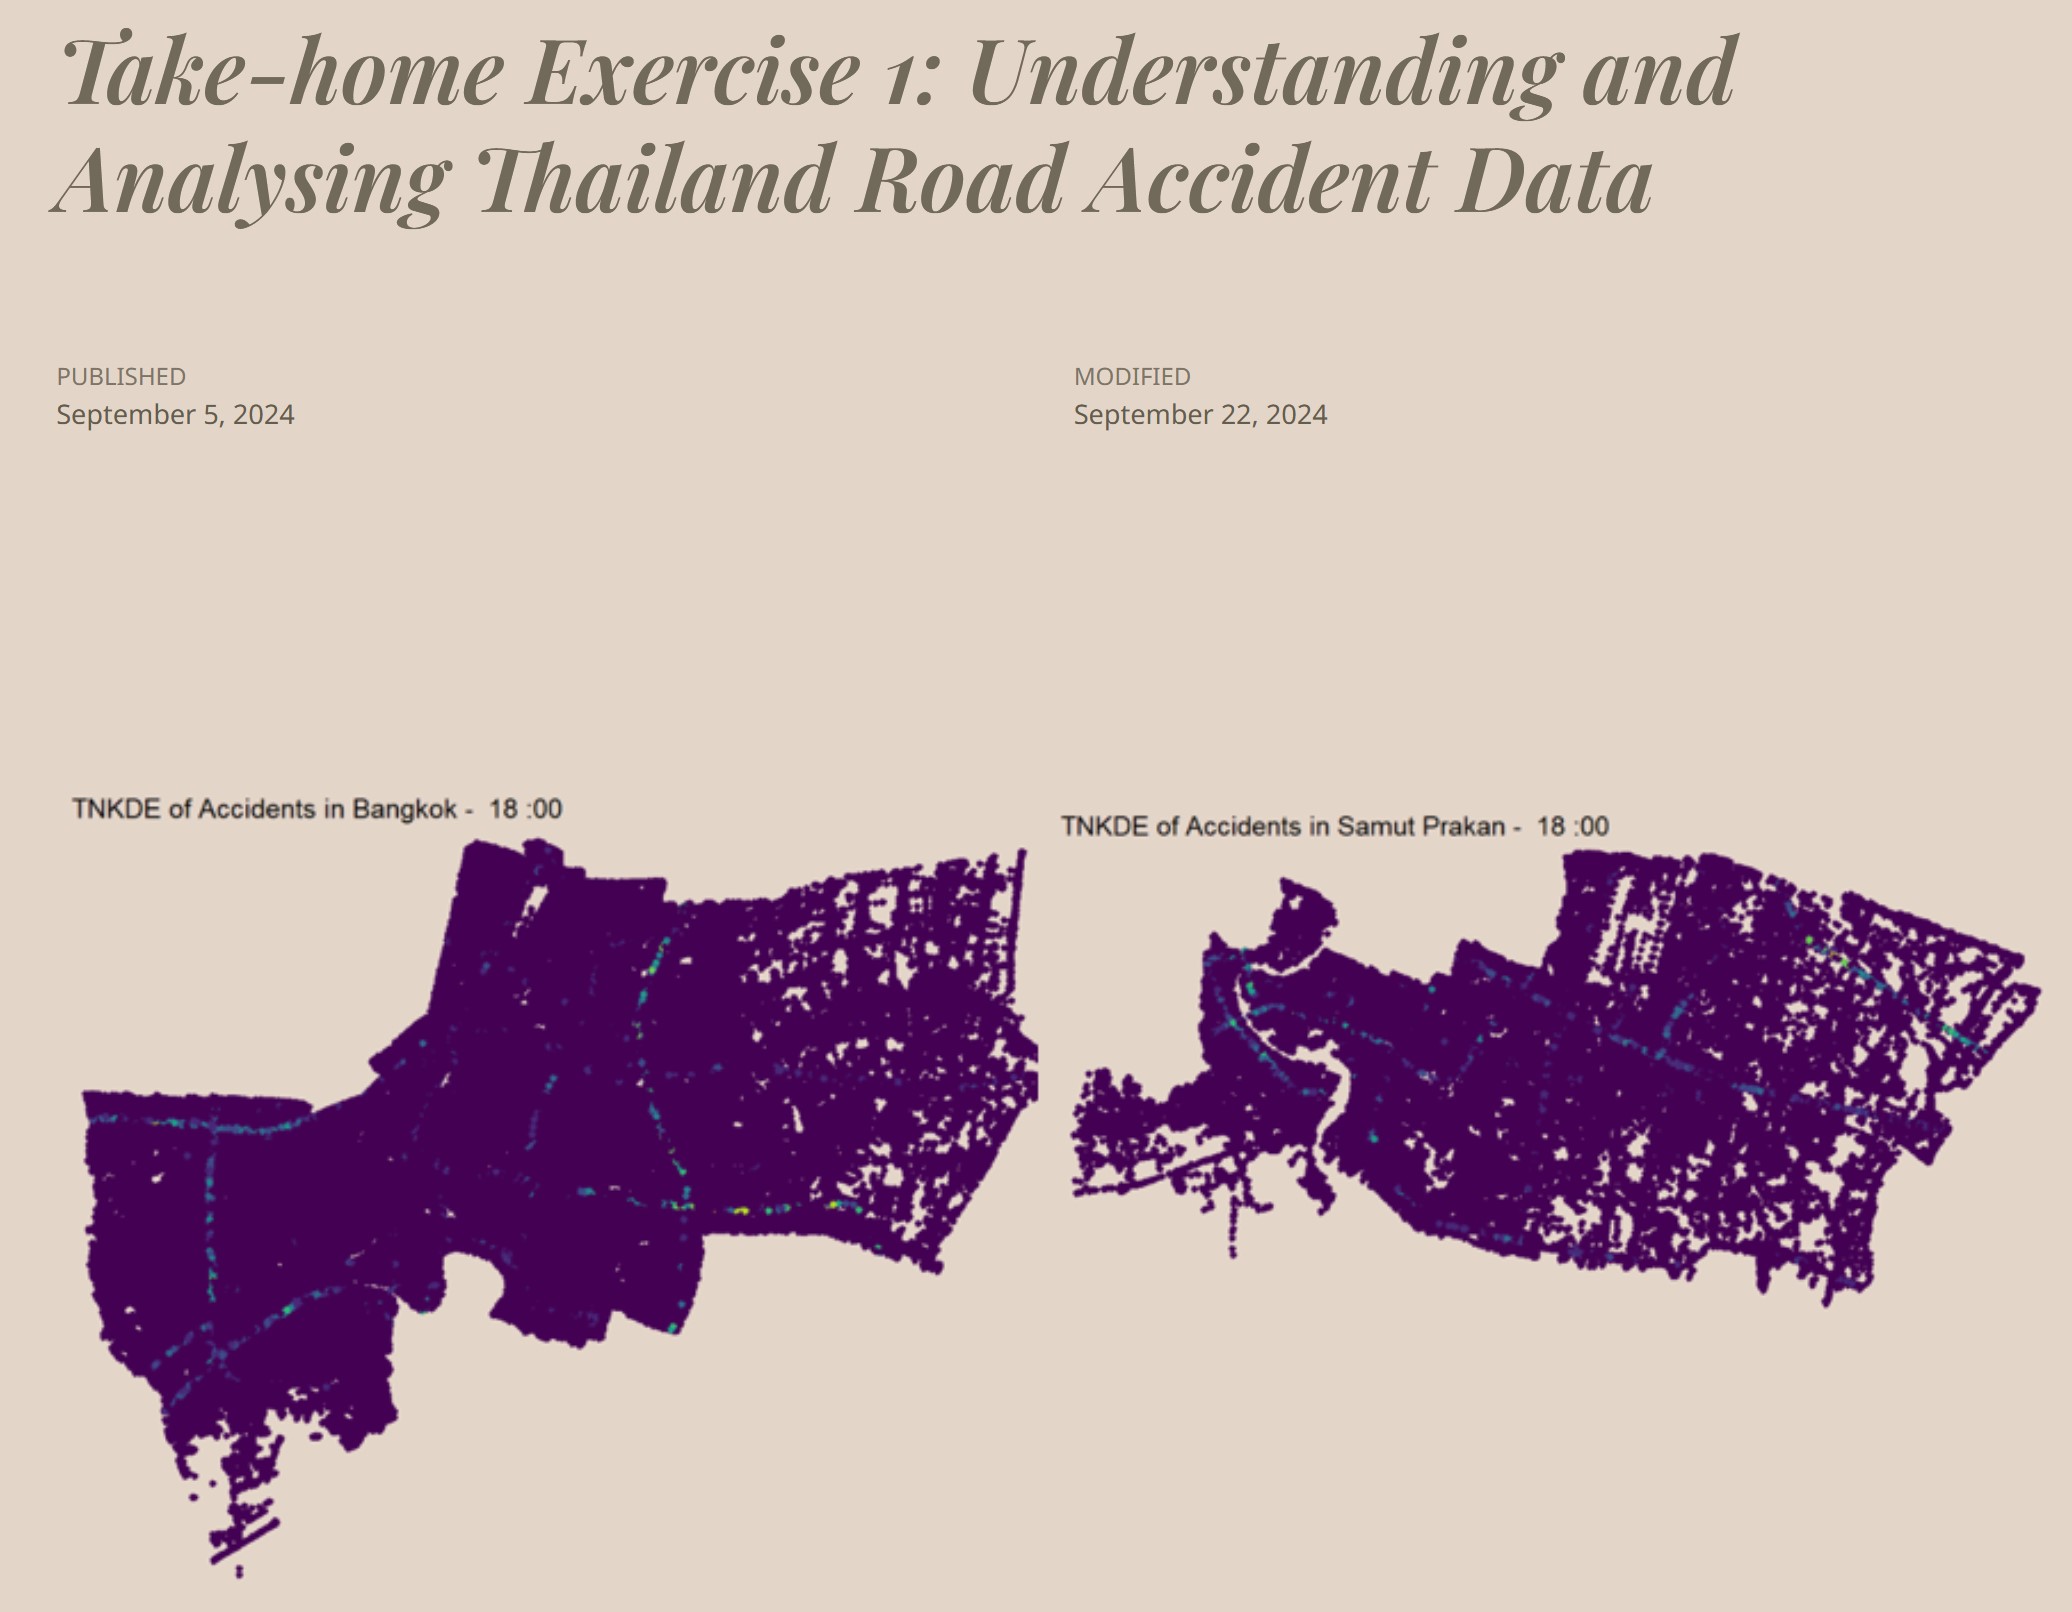 Take-home Exercise 1: Understanding and
Analysing Thailand Road Accident Data
PUBLISHED
September 5, 2024
MODIFIED
September 22, 2024
TNKDE of Accidents in Bangkok -  18 :00
TNKDE of Accidents in Samut Prakan -  18 :00